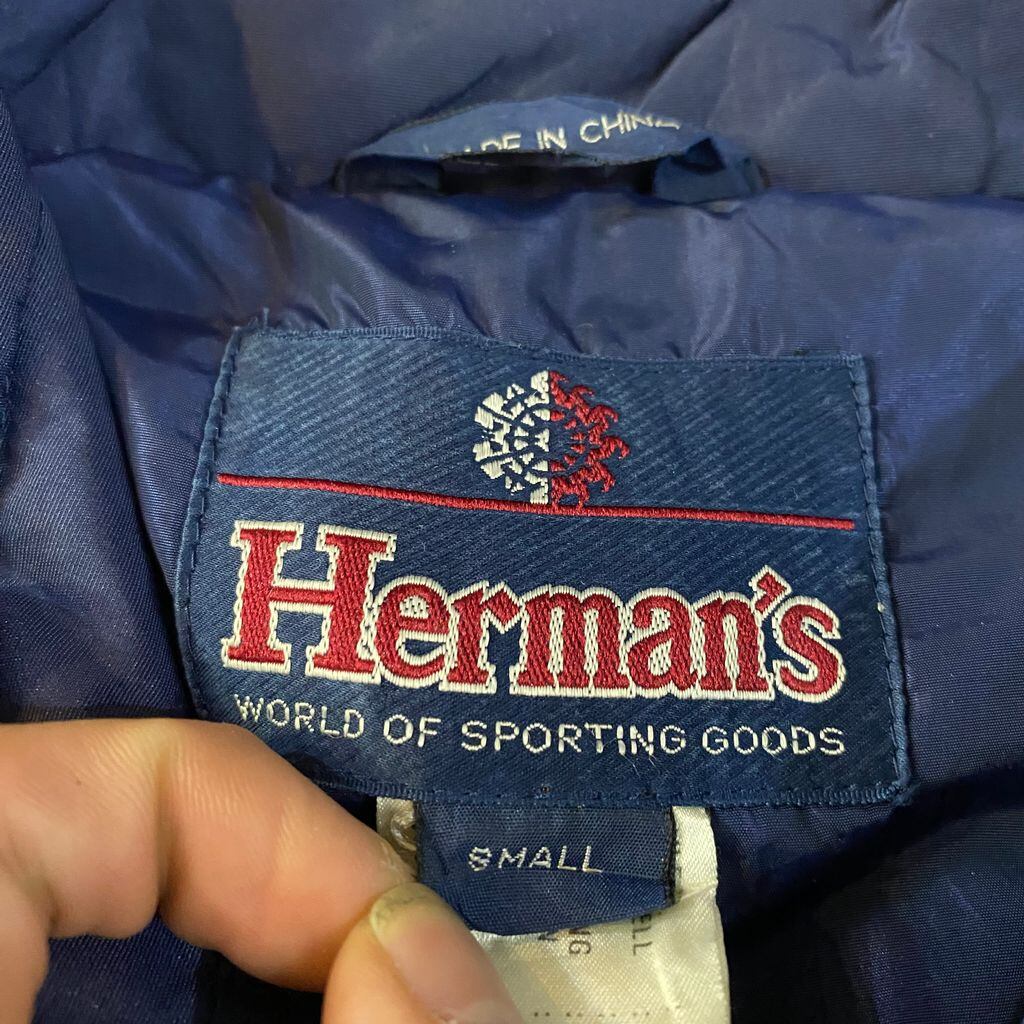 MADE IN CHINA
Herman's
WORLD OF SPORTING GOODS
SMALL